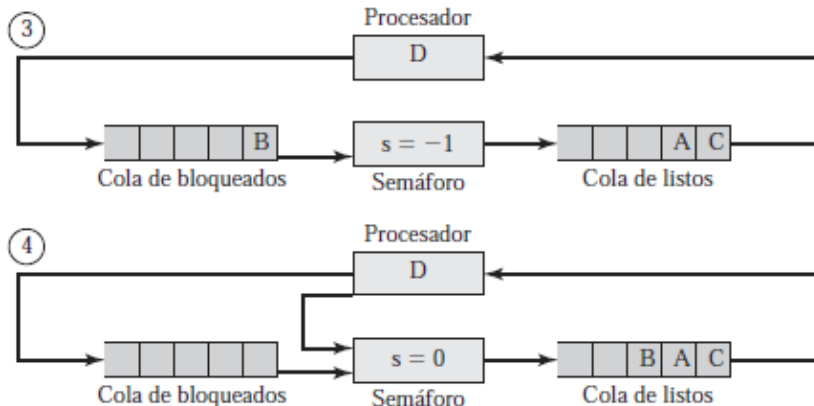 Procesador
3
D
B
s = −1
A C
Cola de bloqueados
Semáforo
Cola de listos
Procesador
4
D
s = 0
B A C
Cola de bloqueados
Semáforo
Cola de listos